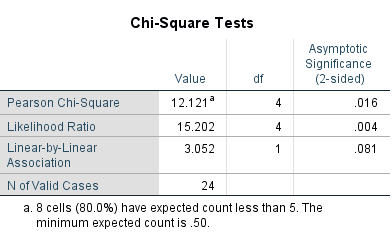 Chi-Square Tests
Value df Asymptotic Significance (2-sided)
Pearson Chi-Square 12.121a 4 .016
Likelihood Ratio 15.202 4 .004
Linear-by-Linear Association 3.052 1 .081
N of Valid Cases 24
a. 8 cells (80.0%) have expected count less than 5. The
minimum expected count is .50.